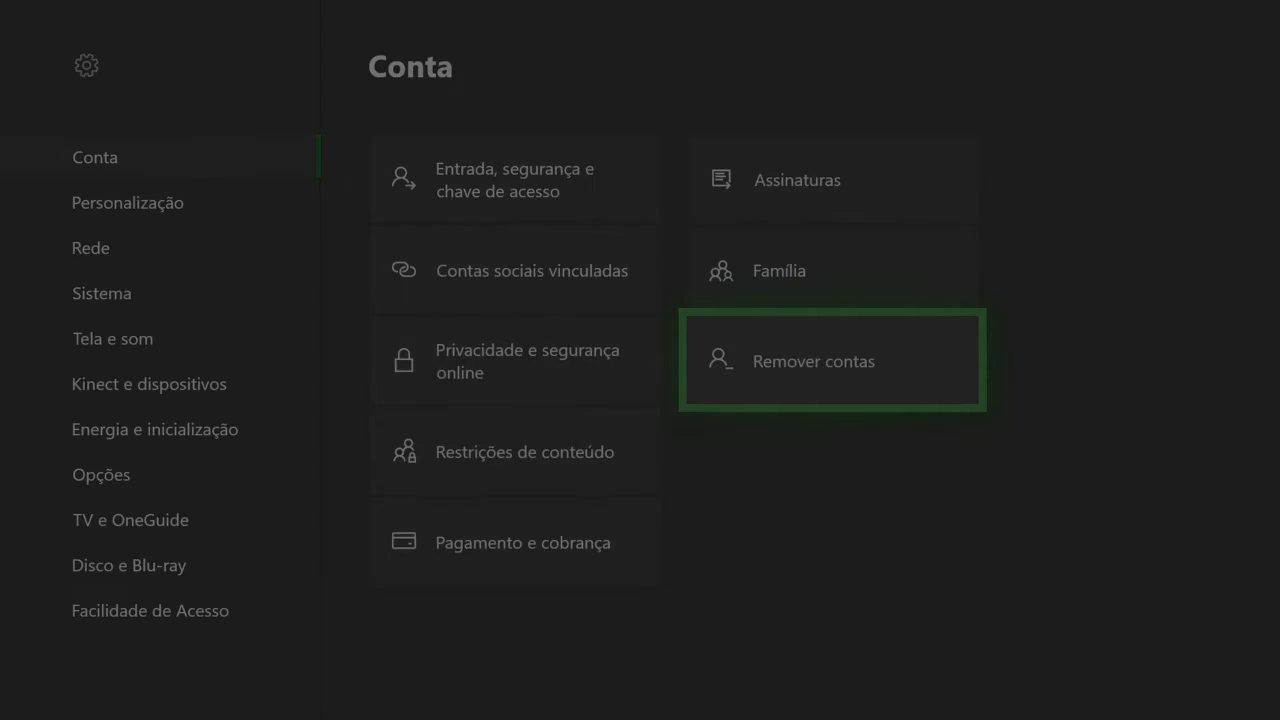 Conta
Conta
Personalização
Rede
Sistema
Tela e som
Kinect e dispositivos
Energia e inicialização
Opções
TV e OneGuide
Disco e Blu-ray
Facilidade de Acesso
Entrada, segurança e
chave de acesso
Contas sociais vinculadas
Privacidade e segurança
online
Restrições de conteúdo
Pagamento e cobrança
Assinaturas
Família
Remover contas